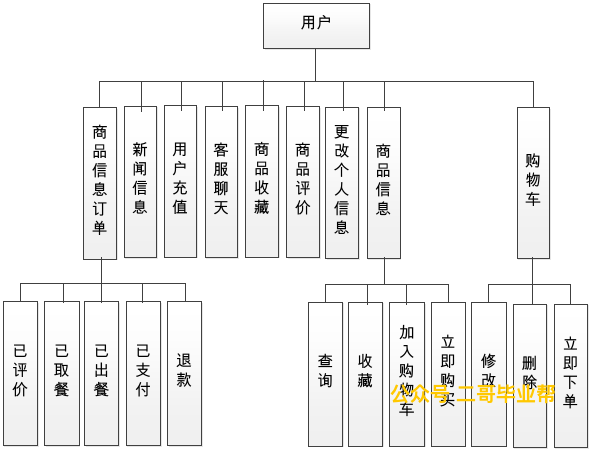 用户
商品信息订单
新闻信息
用户充值
客服聊天
商品收藏
商品评价
更改个人信息
商品信息
购物车
已评价
已取餐
已出餐
已支付
退款
查询
收藏
加入购物车
立即购买
修改
删除
立即下单
公众号 二哥毕业帮